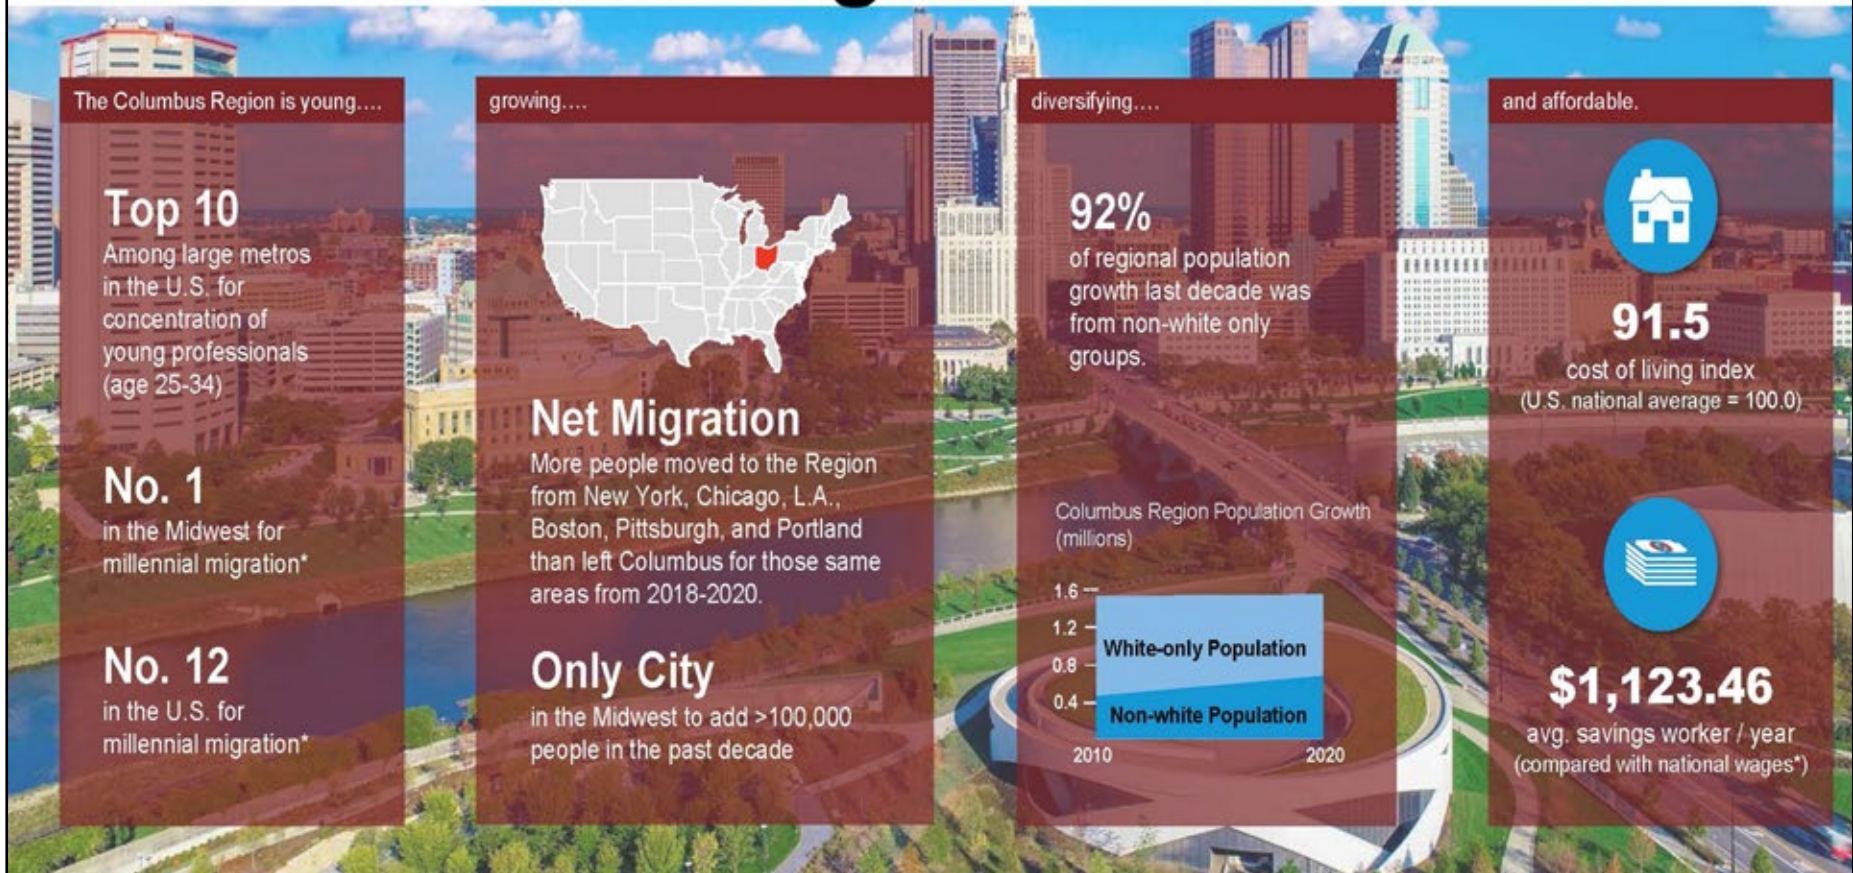 The Columbus Region is young....
Top 10
Among large metros
in the U.S. for
concentration of
young professionals
(age 25-34)
No. 1
in the Midwest for
millennial migration*
No. 12
in the U.S. for
millennial migration*
growing....
Net Migration
More people moved to the Region
from New York, Chicago, L.A.,
Boston, Pittsburgh, and Portland
than left Columbus for those same
areas from 2018-2020.
Only City
in the Midwest to add >100,000
people in the past decade
diversifying....
92%
of regional population
growth last decade was
from non-white only
groups.
Columbus Region Population Growth
(millions)
1.6
1.2
0.8
0.4
White-only Population
Non-white Population
2010 2020
and affordable.
91.5
cost of living index
(U.S. national average = 100.0)
$1,123.46
avg. savings worker / year
(compared with national wages*)